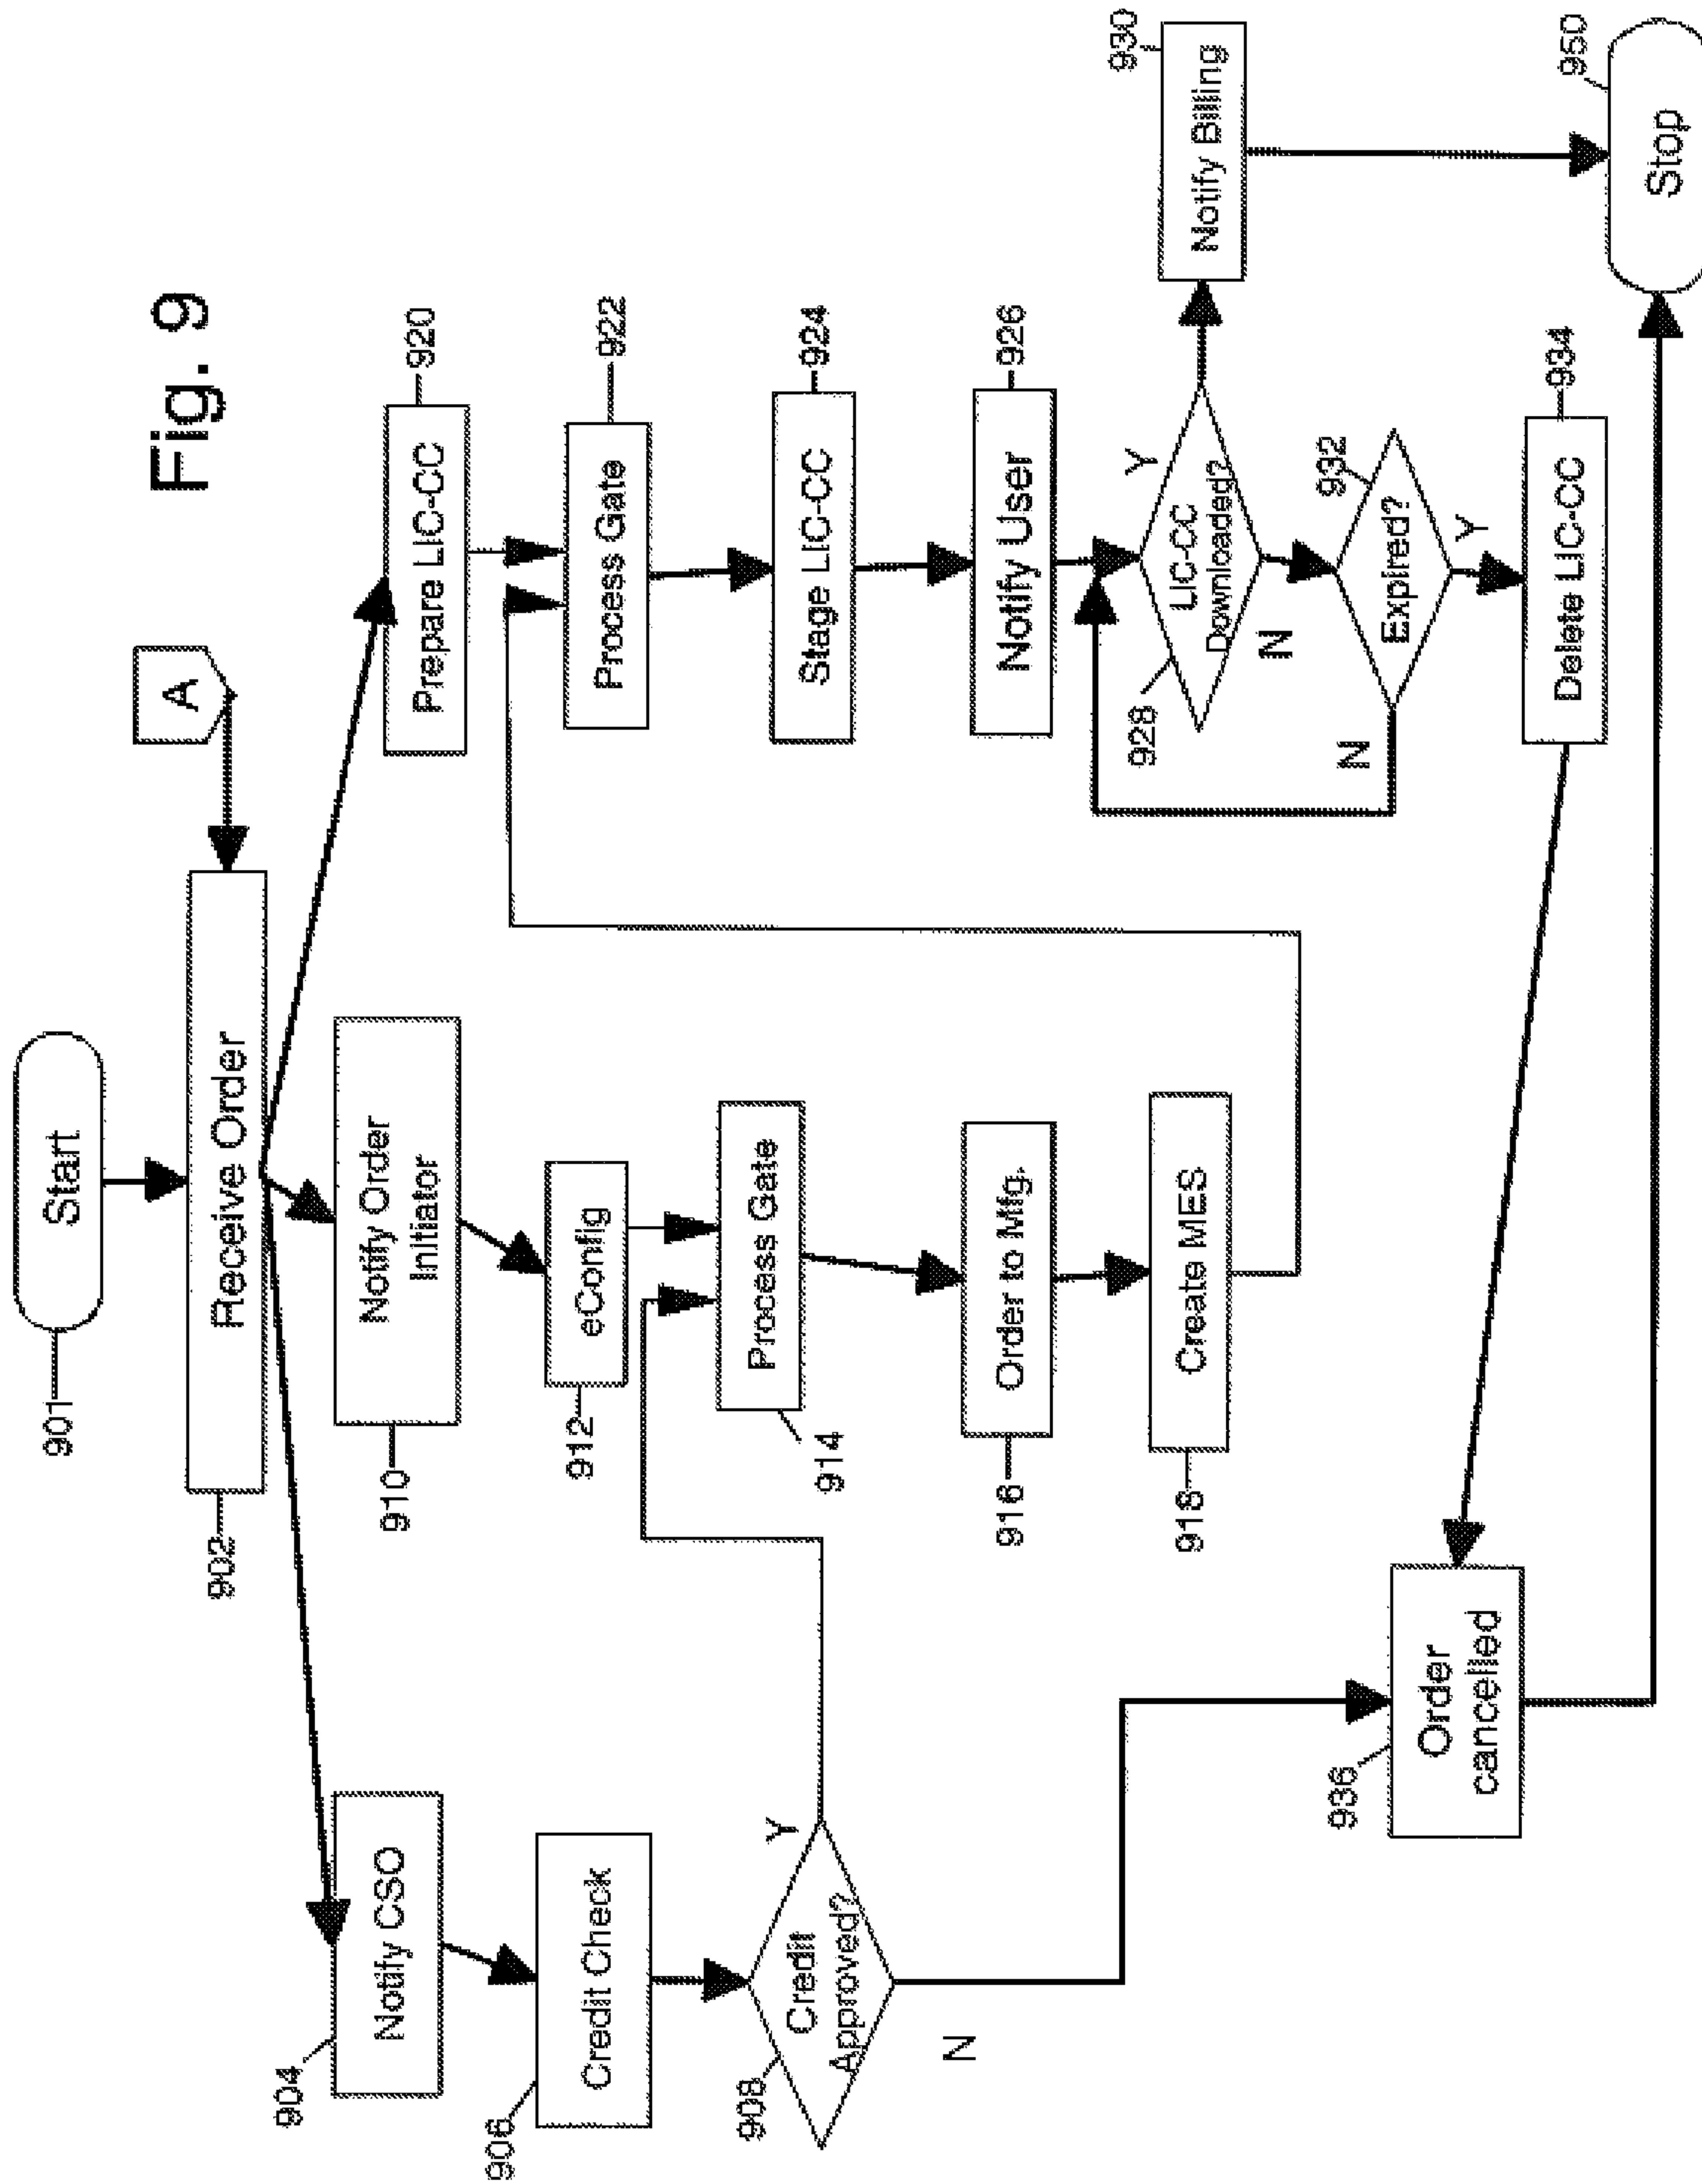 Fig. 9
Start
901
A
Receive Order
902
904
Notify CSO
906
Credit Check
908
Credit
Approved?
Y
N
910
Notify Order
Initiator
912
eConfig
914
Process Gate
916
Order to Mfg.
918
Create MES
920
Prepare LIC-CC
922
Process Gate
924
Stage LIC-CC
926
Notify User
928
LIC-CC
Downloaded?
Y
N
930
Notify Billing
932
Expired?
N
Y
934
Delete LIC-CC
936
Order
cancelled
950
Stop